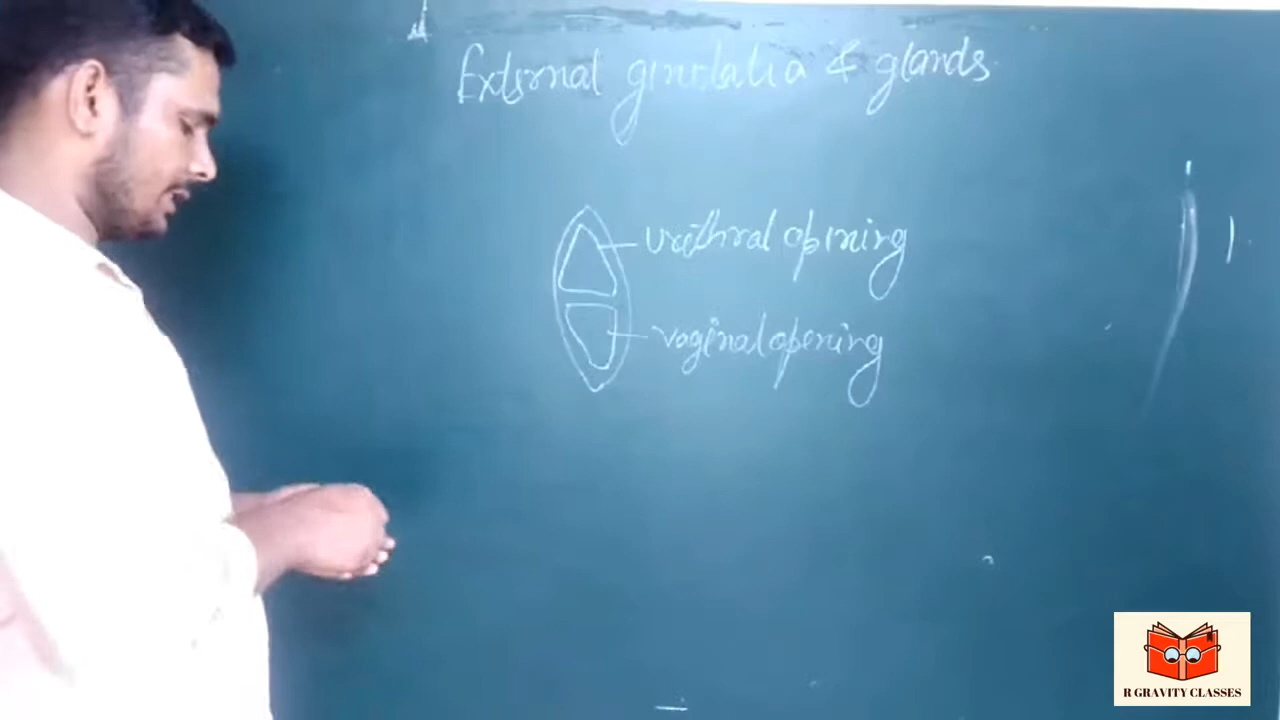 External genitalia & glands
urethral opening
vaginal opening
R GRAVITY CLASSES